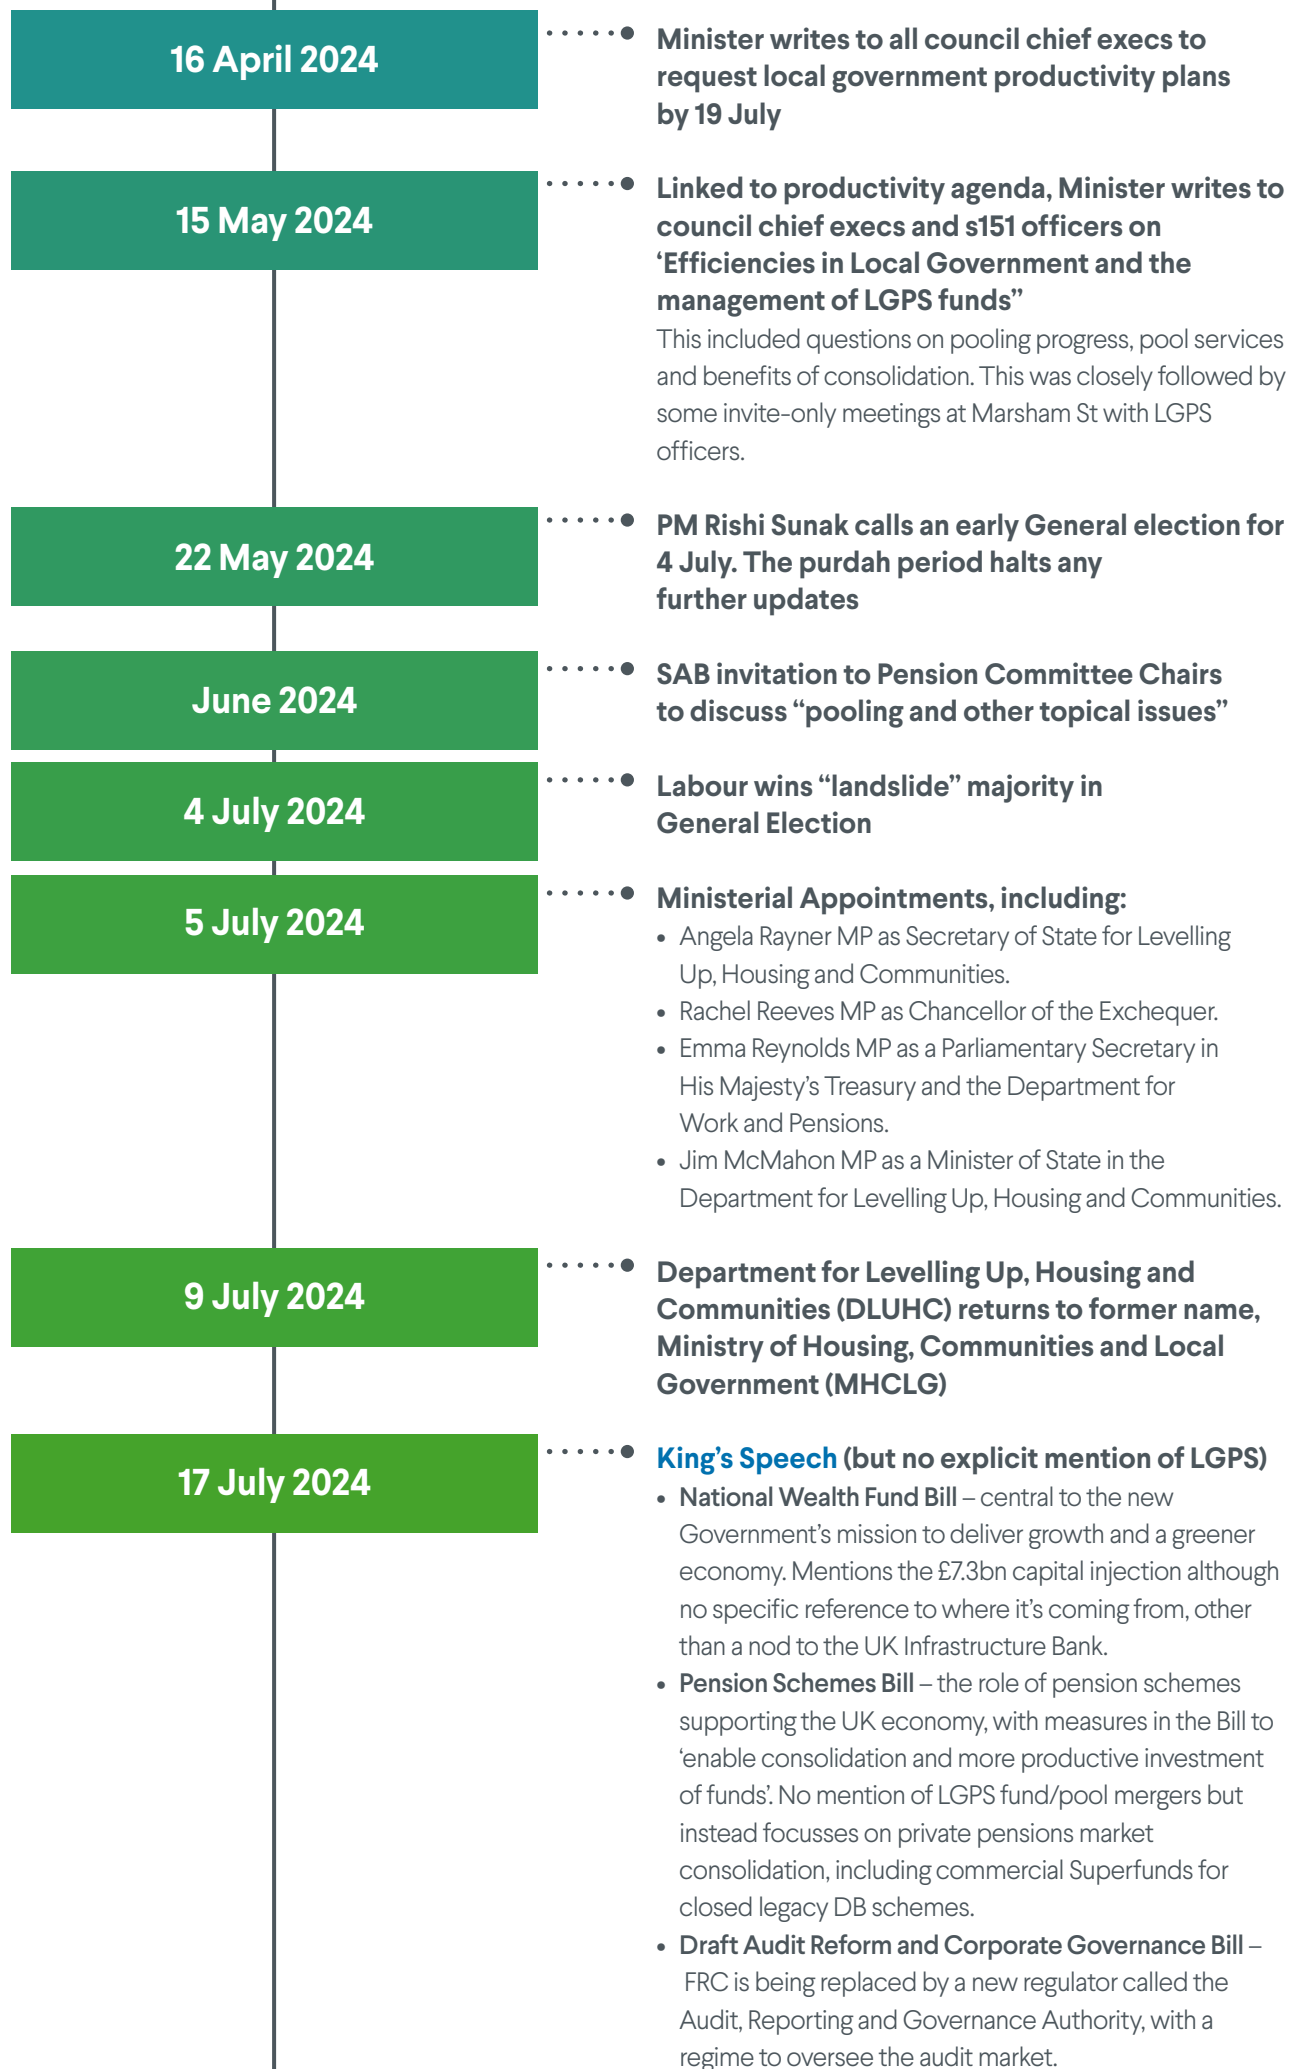 16 April 2024
Minister writes to all council chief execs to
request local government productivity plans
by 19 July
15 May 2024
Linked to productivity agenda, Minister writes to
council chief execs and s151 officers on
‘Efficiencies in Local Government and the
management of LGPS funds”
This included questions on pooling progress, pool services
and benefits of consolidation. This was closely followed by
some invite-only meetings at Marsham St with LGPS
officers.
22 May 2024
PM Rishi Sunak calls an early General election for
4 July. The purdah period halts any
further updates
June 2024
SAB invitation to Pension Committee Chairs
to discuss “pooling and other topical issues”
4 July 2024
Labour wins “landslide” majority in
General Election
5 July 2024
Ministerial Appointments, including:
• Angela Rayner MP as Secretary of State for Levelling
Up, Housing and Communities.
• Rachel Reeves MP as Chancellor of the Exchequer.
• Emma Reynolds MP as a Parliamentary Secretary in
His Majesty’s Treasury and the Department for
Work and Pensions.
• Jim McMahon MP as a Minister of State in the
Department for Levelling Up, Housing and Communities.
9 July 2024
Department for Levelling Up, Housing and
Communities (DLUHC) returns to former name,
Ministry of Housing, Communities and Local
Government (MHCLG)
17 July 2024
King’s Speech (but no explicit mention of LGPS)
• National Wealth Fund Bill – central to the new
Government’s mission to deliver growth and a greener
economy. Mentions the £7.3bn capital injection although
no specific reference to where it’s coming from, other
than a nod to the UK Infrastructure Bank.
• Pension Schemes Bill – the role of pension schemes
supporting the UK economy, with measures in the Bill to
‘enable consolidation and more productive investment
of funds’. No mention of LGPS fund/pool mergers but
instead focusses on private pensions market
consolidation, including commercial Superfunds for
closed legacy DB schemes.
• Draft Audit Reform and Corporate Governance Bill –
FRC is being replaced by a new regulator called the
Audit, Reporting and Governance Authority, with a
regime to oversee the audit market.